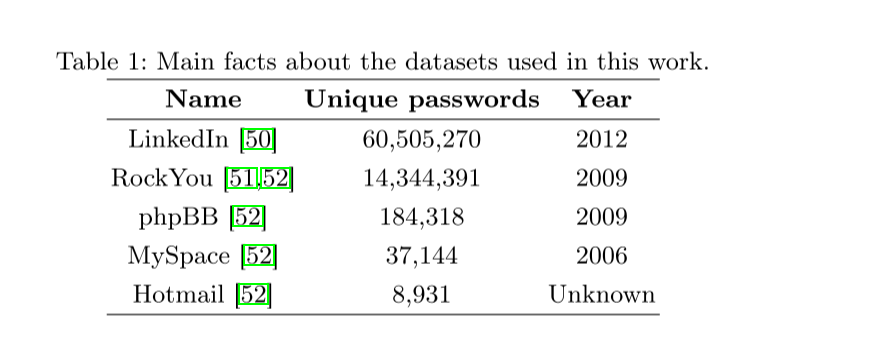 Table 1: Main facts about the datasets used in this work.
Name Unique passwords Year
LinkedIn [50] 60,505,270 2012
RockYou [51,52] 14,344,391 2009
phpBB [52] 184,318 2009
MySpace [52] 37,144 2006
Hotmail [52] 8,931 Unknown